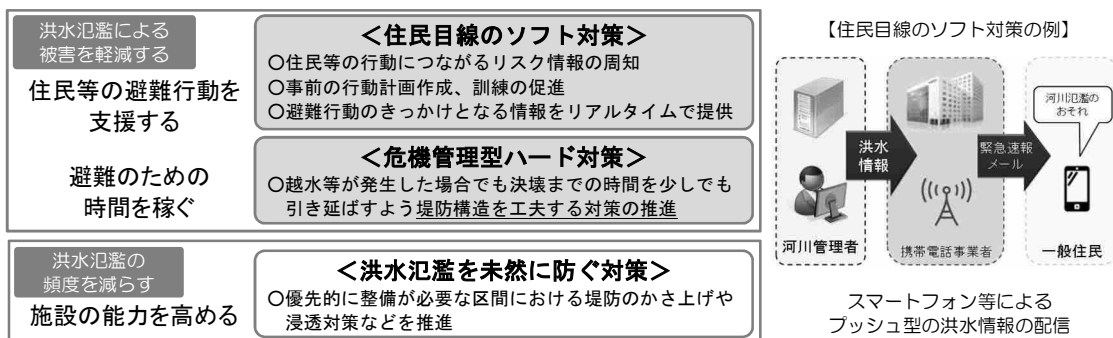 洪水氾濫による
被害を軽減する
住民等の避難行動を
支援する
＜住民目線のソフト対策＞
○住民等の行動につながるリスク情報の周知
○事前の行動計画作成、訓練の促進
○避難行動のきっかけとなる情報をリアルタイムで提供
避難のための
時間を稼ぐ
＜危機管理型ハード対策＞
○越水等が発生した場合でも決壊までの時間を少しでも
引き延ばすよう堤防構造を工夫する対策の推進
洪水氾濫の
頻度を減らす
施設の能力を高める
＜洪水氾濫を未然に防ぐ対策＞
○優先的に整備が必要な区間における堤防のかさ上げや
浸透対策などを推進
【住民目線のソフト対策の例】
河川氾濫の
おそれ
洪水
情報
緊急速報
メール
河川管理者
携帯電話事業者
一般住民
スマートフォン等による
プッシュ型の洪水情報の配信